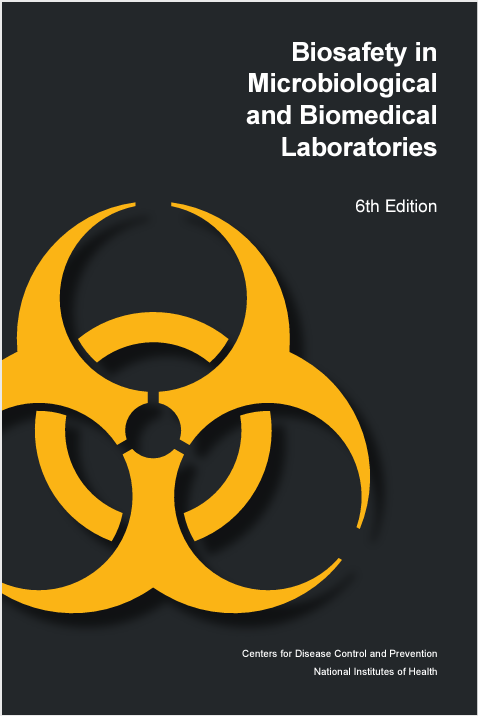 Biosafety in
Microbiological
and Biomedical
Laboratories
6th Edition
Centers for Disease Control and Prevention
National Institutes of Health